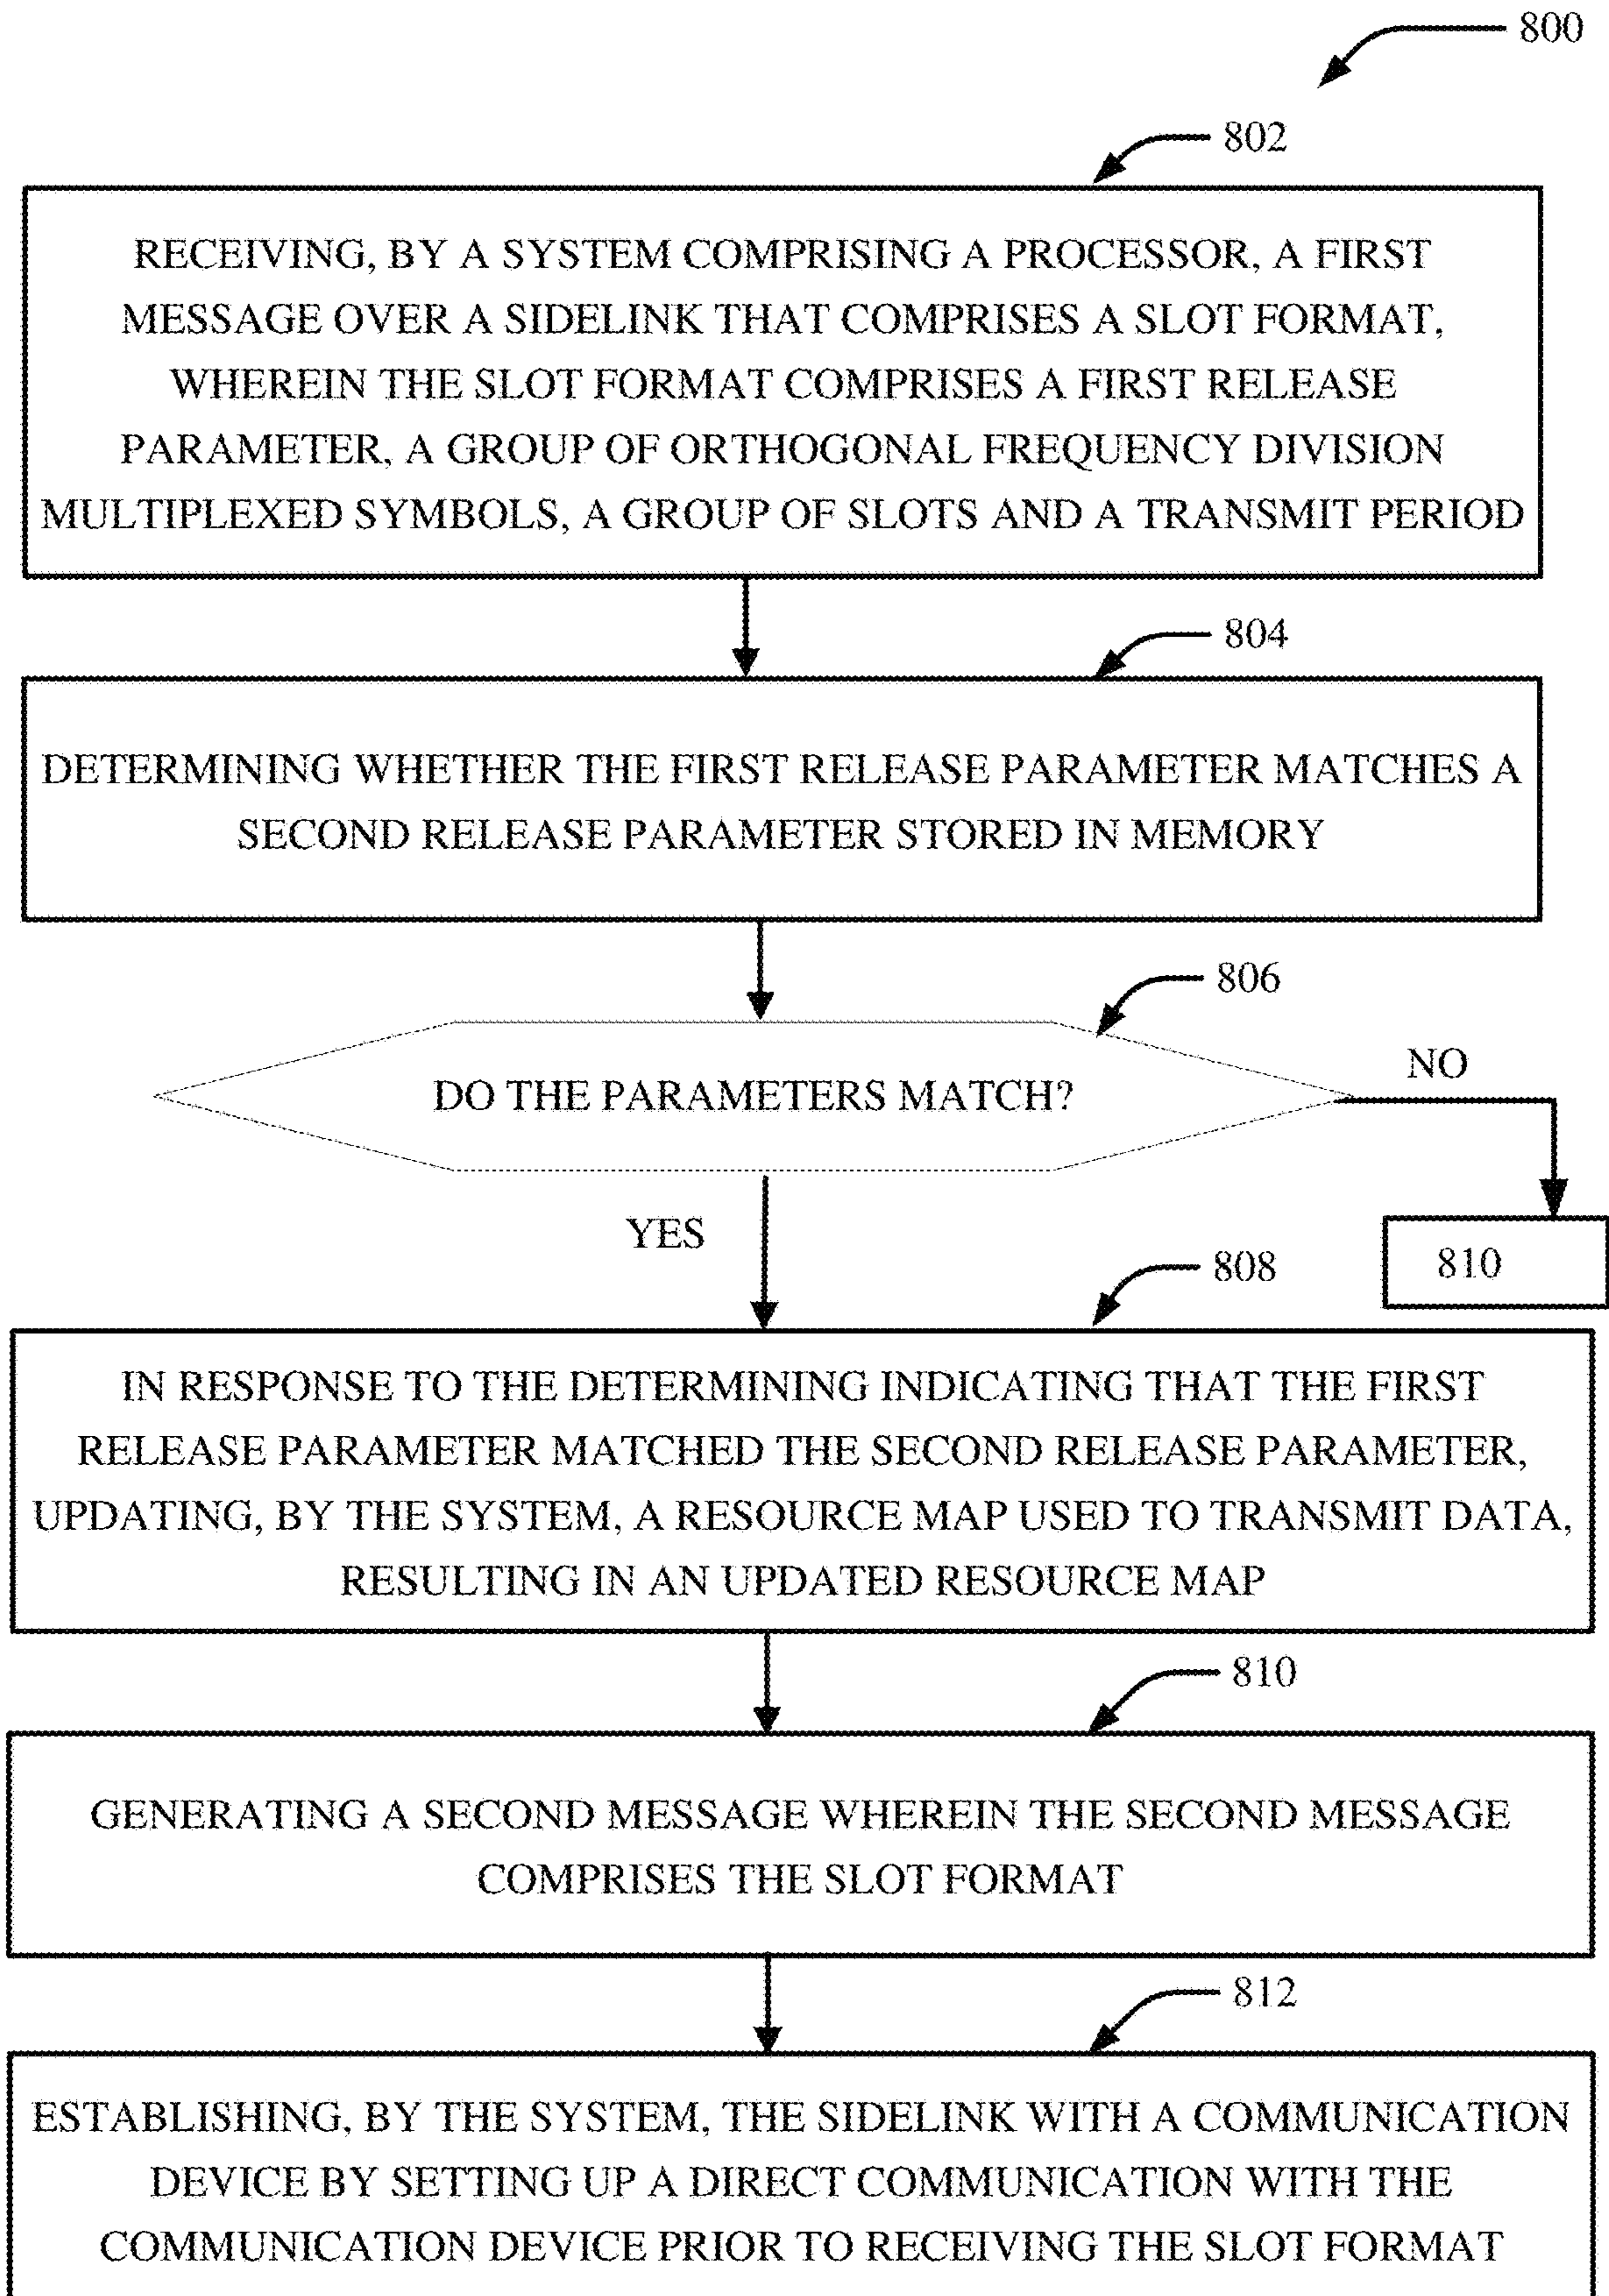 800
802
RECEIVING, BY A SYSTEM COMPRISING A PROCESSOR, A FIRST
MESSAGE OVER A SIDELINK THAT COMPRISES A SLOT FORMAT,
WHEREIN THE SLOT FORMAT COMPRISES A FIRST RELEASE
PARAMETER, A GROUP OF ORTHOGONAL FREQUENCY DIVISION
MULTIPLEXED SYMBOLS, A GROUP OF SLOTS AND A TRANSMIT PERIOD
804
DETERMINING WHETHER THE FIRST RELEASE PARAMETER MATCHES A
SECOND RELEASE PARAMETER STORED IN MEMORY
806
DO THE PARAMETERS MATCH?
NO
YES
810
808
IN RESPONSE TO THE DETERMINING INDICATING THAT THE FIRST
RELEASE PARAMETER MATCHED THE SECOND RELEASE PARAMETER,
UPDATING, BY THE SYSTEM, A RESOURCE MAP USED TO TRANSMIT DATA,
RESULTING IN AN UPDATED RESOURCE MAP
810
GENERATING A SECOND MESSAGE WHEREIN THE SECOND MESSAGE
COMPRISES THE SLOT FORMAT
812
ESTABLISHING, BY THE SYSTEM, THE SIDELINK WITH A COMMUNICATION
DEVICE BY SETTING UP A DIRECT COMMUNICATION WITH THE
COMMUNICATION DEVICE PRIOR TO RECEIVING THE SLOT FORMAT